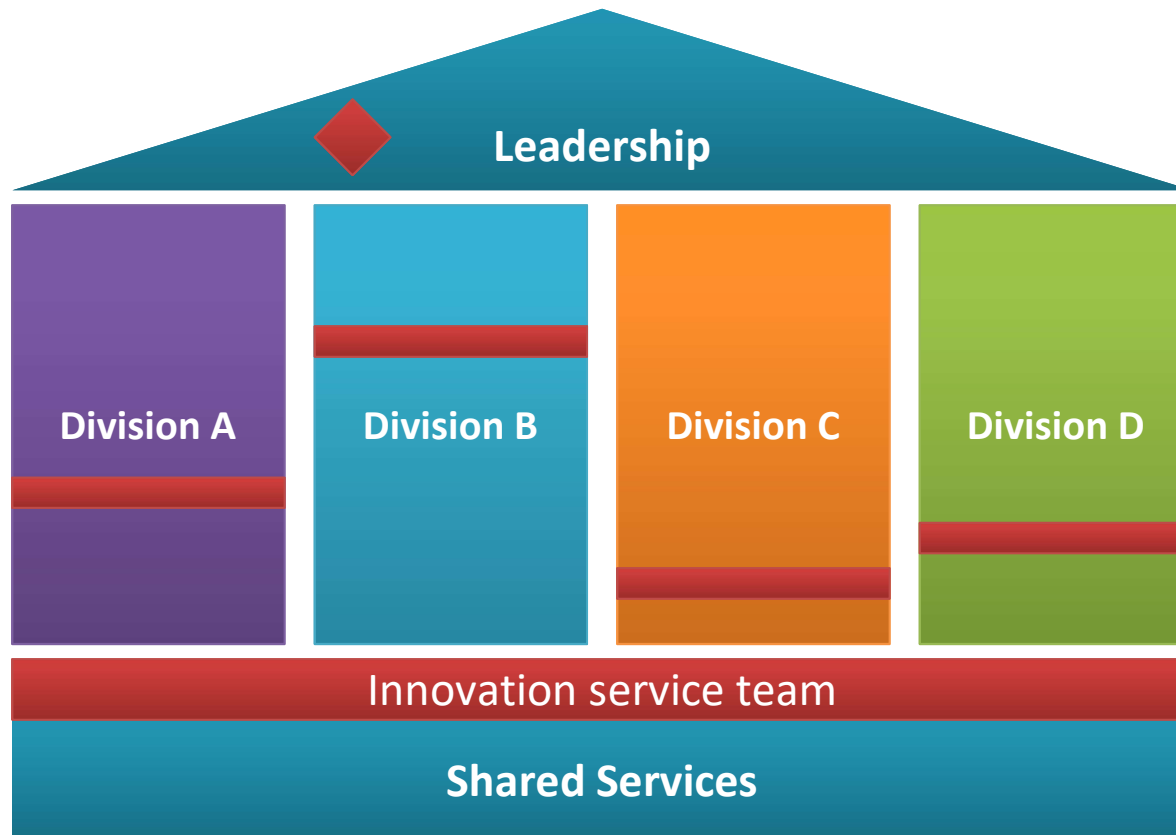 Leadership
Division A
Division B
Division C
Division D
Innovation service team
Shared Services